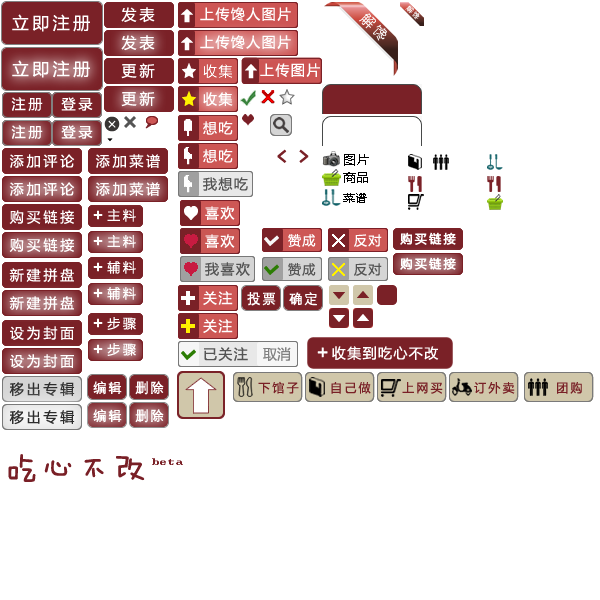 立即注册
立即注册
注册 登录
注册 登录
添加评论
添加评论
购买链接
购买链接
新建拼盘
新建拼盘
设为封面
设为封面
移出专辑
移出专辑
发表
发表
更新
更新
添加菜谱
添加菜谱
+ 主料
+ 主料
+ 辅料
+ 辅料
+ 步骤
+ 步骤
编辑 删除
编辑 删除
上传馋人图片
上传馋人图片
收集 上传图片
收集
想吃
想吃
我想吃
喜欢
喜欢
我喜欢
关注
关注
已关注 取消
赞成 反对
赞成 反对
购买链接
购买链接
投票 确定
+ 收集到吃心不改
解馋
解馋
图片
商品
菜谱
下馆子 自己做 上网买 订外卖 团购
吃心不改 beta